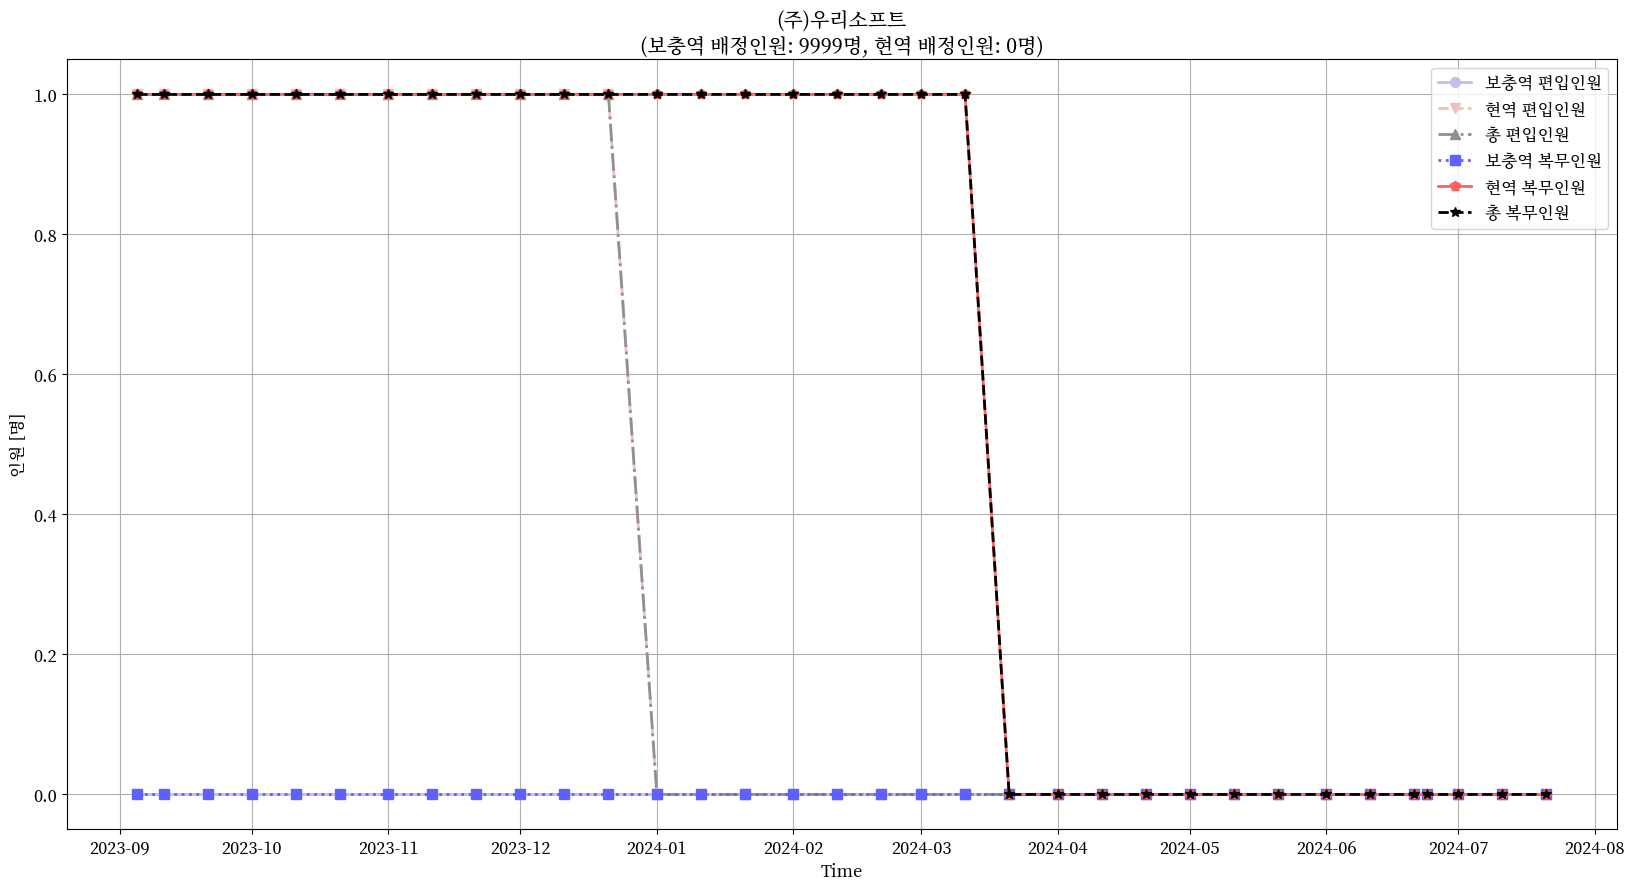 (주)우리소프트
(보충역 배정인원: 9999명, 현역 배정인원: 0명)
보충역 편입인원
현역 편입인원
총 편입인원
보충역 복무인원
현역 복무인원
총 복무인원
인원 [명]
1.0
0.8
0.6
0.4
0.2
0.0
2023-09 2023-10 2023-11 2023-12 2024-01 2024-02 2024-03 2024-04 2024-05 2024-06 2024-07 2024-08
Time